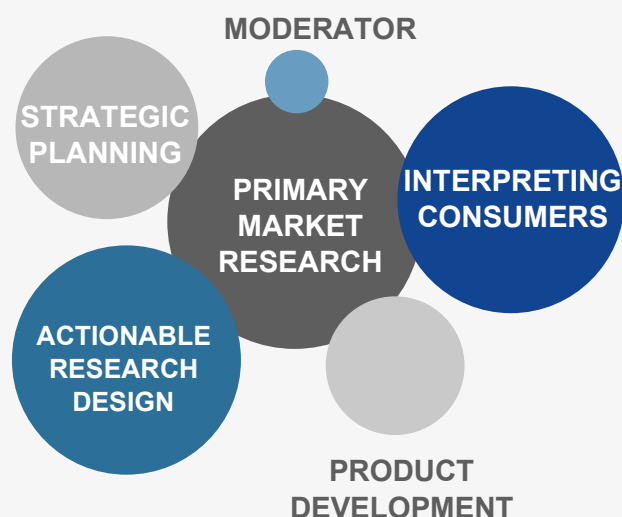 MODERATOR
STRATEGIC
PLANNING
PRIMARY
MARKET
RESEARCH
INTERPRETING
CONSUMERS
ACTIONABLE
RESEARCH
DESIGN
PRODUCT
DEVELOPMENT